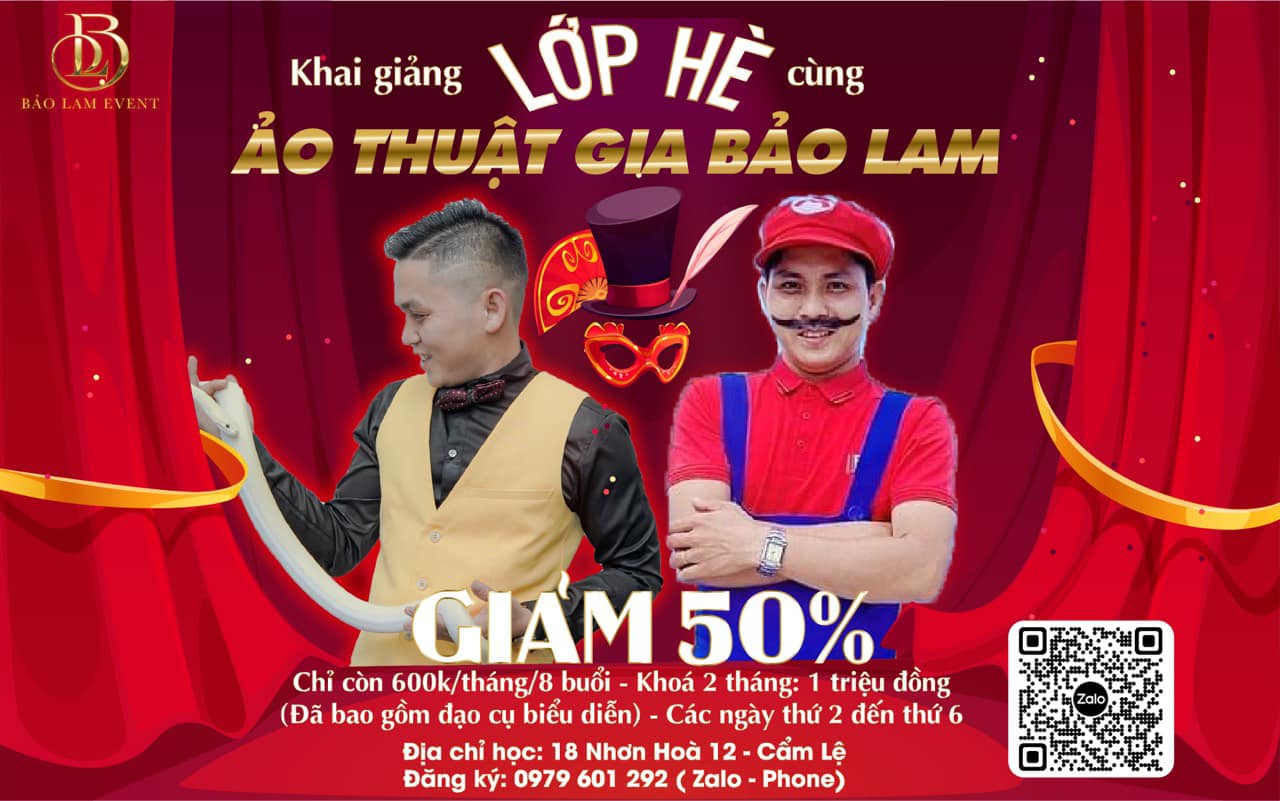 BL
BẢO LAM EVENT
Khai giảng LỚP HÈ cùng
ẢO THUẬT GIA BẢO LAM
GIẢM 50%
Chỉ còn 600k/tháng/8 buổi - Khoá 2 tháng: 1 triệu đồng
(Đã bao gồm đạo cụ biểu diễn) - Các ngày thứ 2 đến thứ 6
Địa chỉ học: 18 Nhơn Hoà 12 - Cẩm Lệ
Đăng ký: 0979 601 292 ( Zalo - Phone)
Zalo